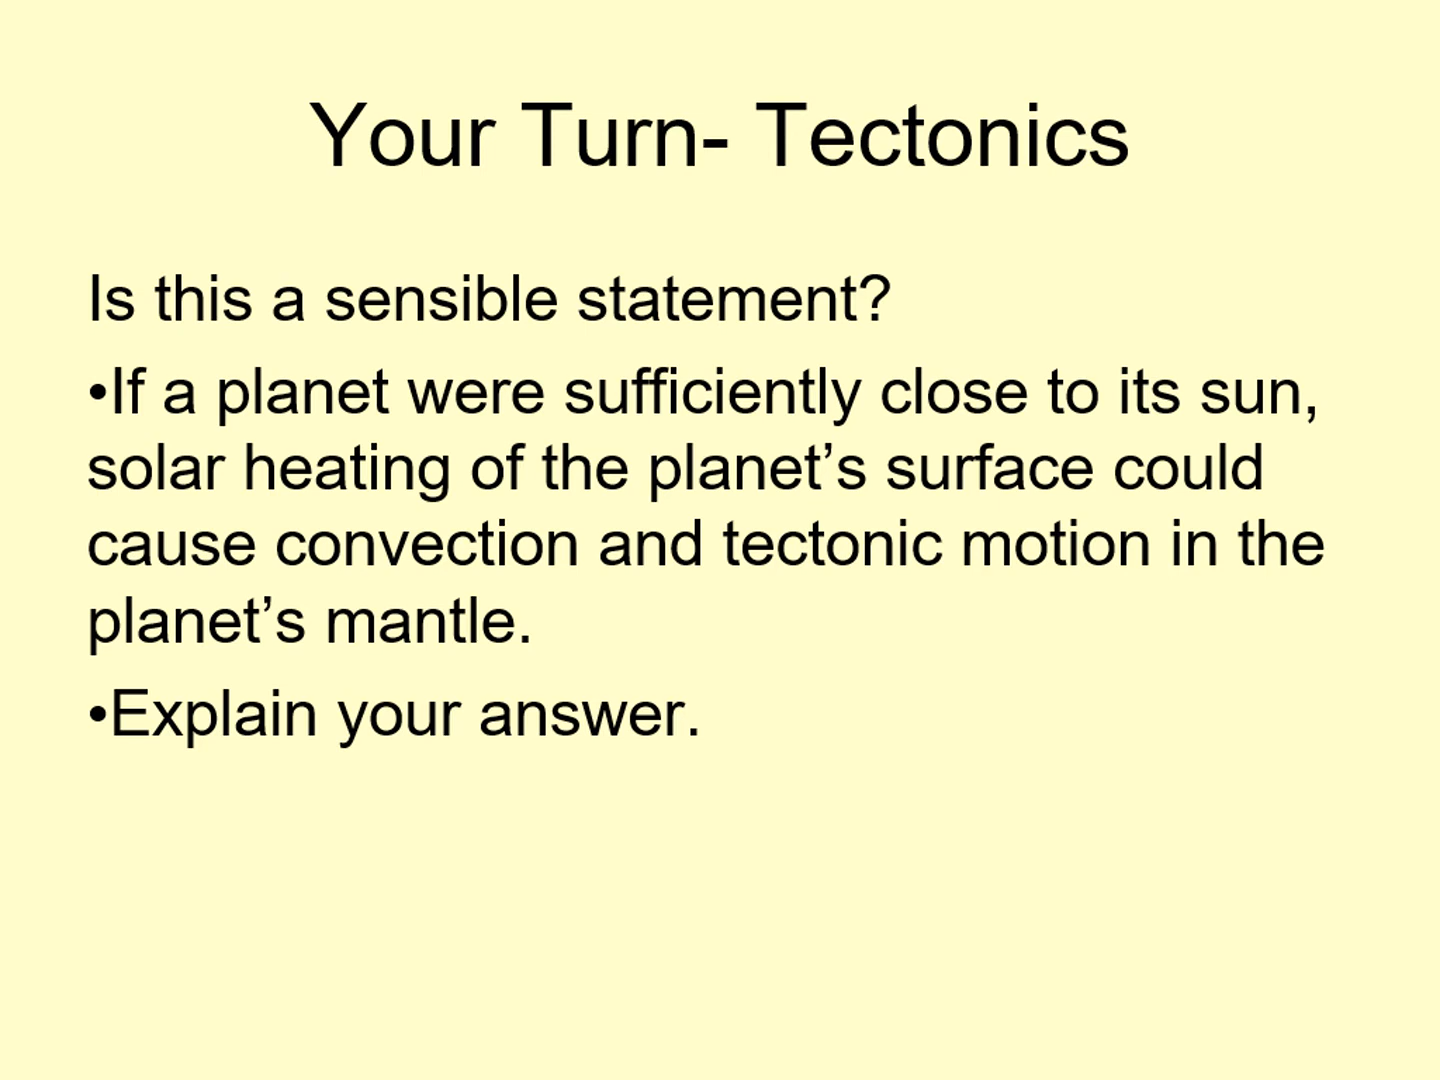 Your Turn- Tectonics
Is this a sensible statement?
•If a planet were sufficiently close to its sun,
solar heating of the planet’s surface could
cause convection and tectonic motion in the
planet’s mantle.
•Explain your answer.